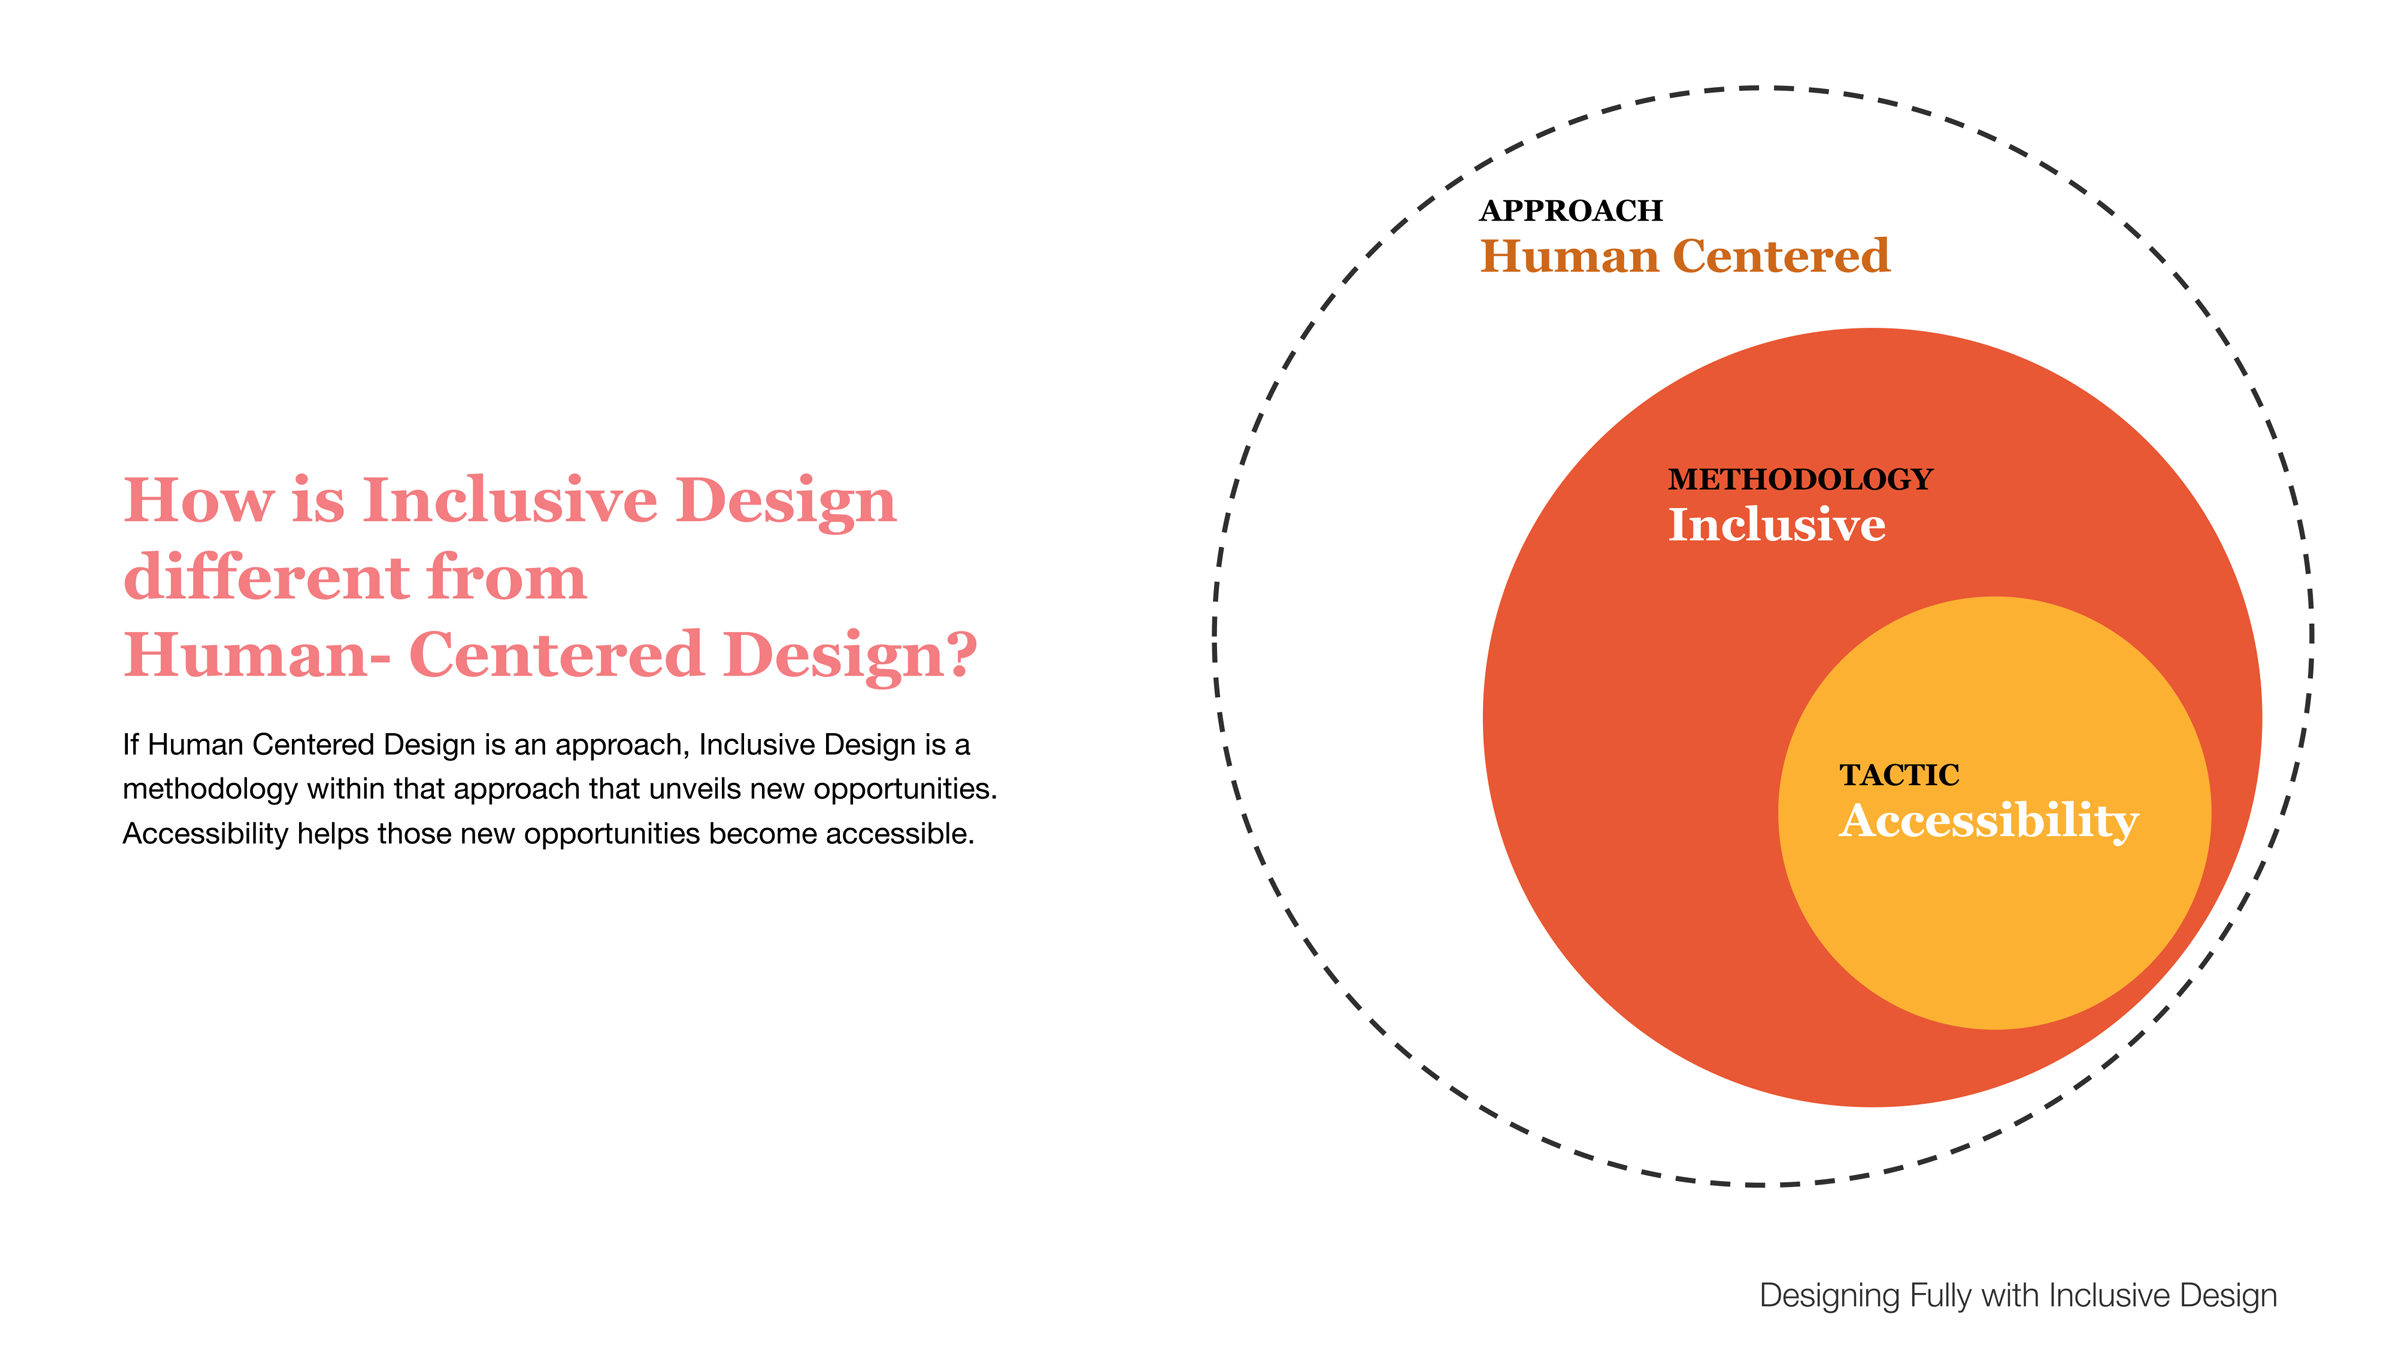 How is Inclusive Design
different from
Human- Centered Design?
If Human Centered Design is an approach, Inclusive Design is a
methodology within that approach that unveils new opportunities.
Accessibility helps those new opportunities become accessible.
APPROACH
Human Centered
METHODOLOGY
Inclusive
TACTIC
Accessibility
Designing Fully with Inclusive Design